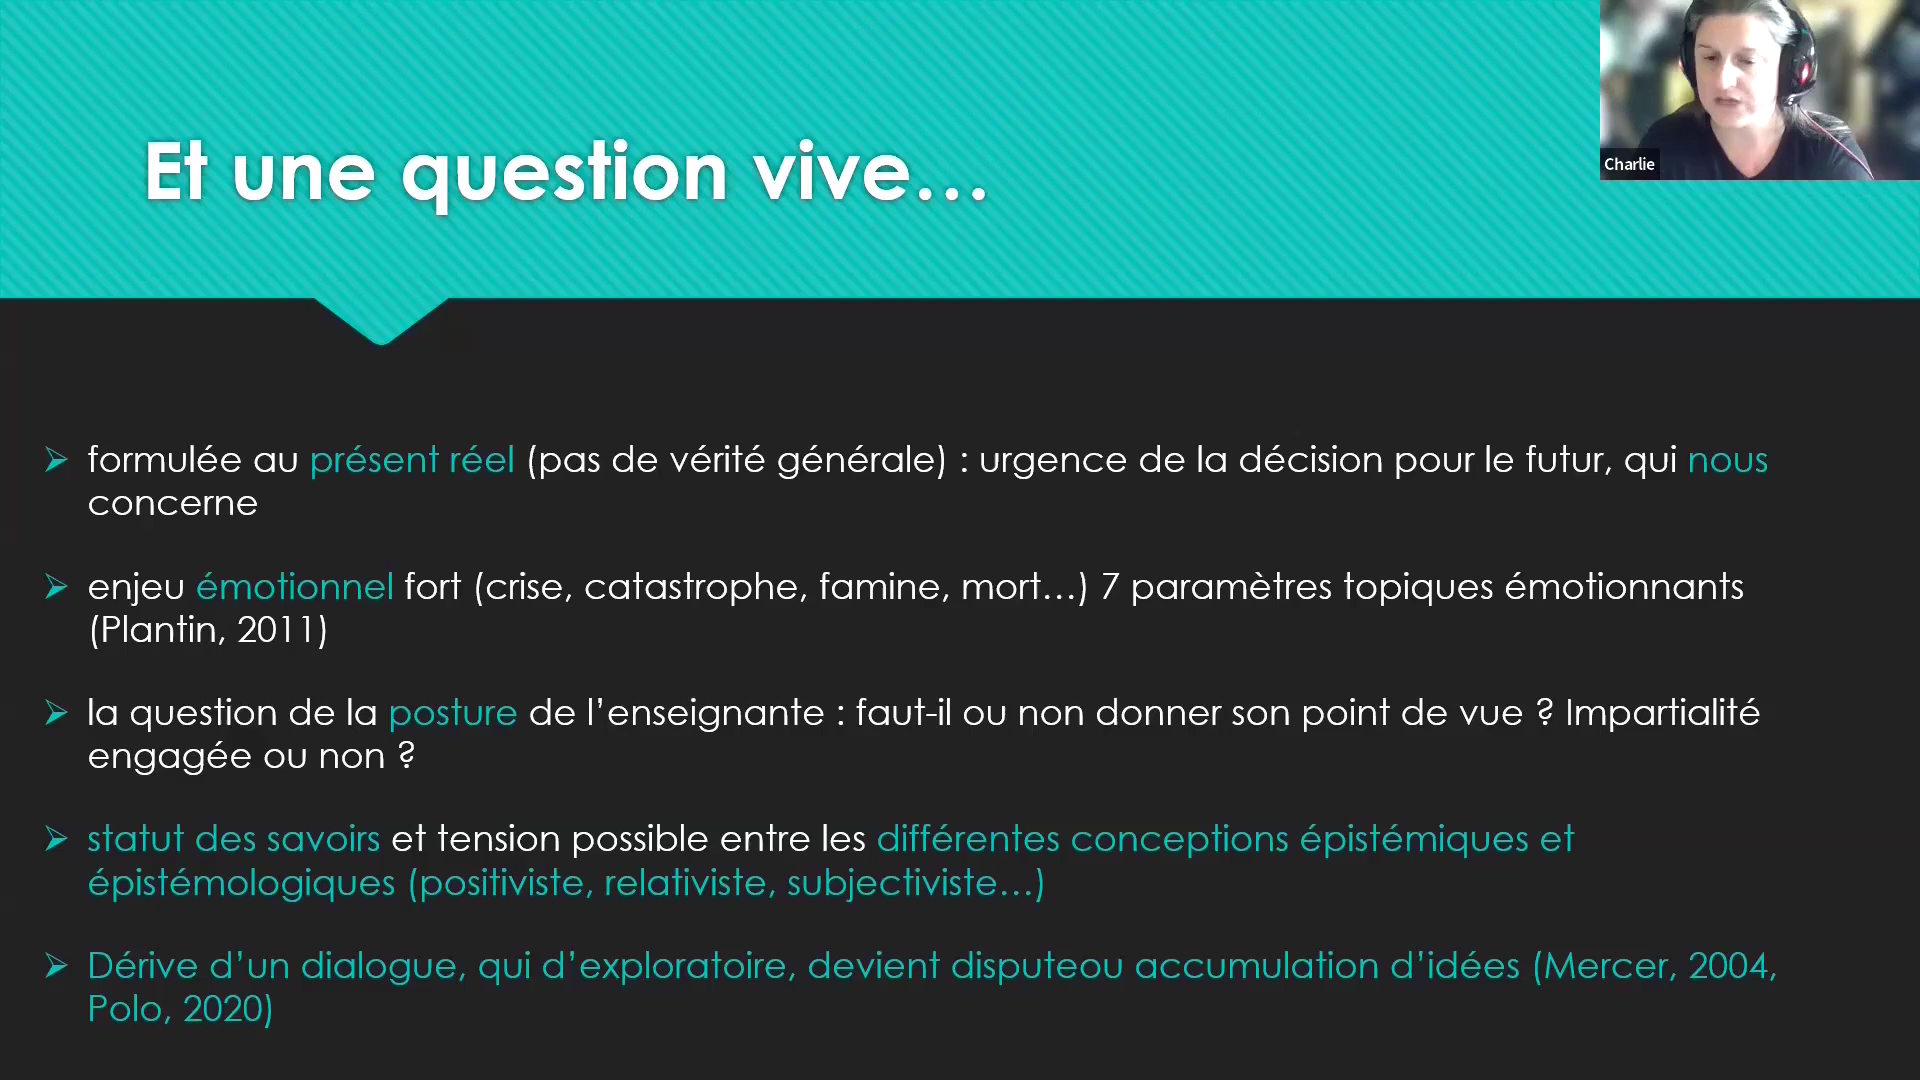 Et une question vive…
Charlie
formulée au présent réel (pas de vérité générale) : urgence de la décision pour le futur, qui nous
concerne
enjeu émotionnel fort (crise, catastrophe, famine, mort…) 7 paramètres topiques émotionnants
(Plantin, 2011)
la question de la posture de l’enseignante : faut-il ou non donner son point de vue ? Impartialité
engagée ou non ?
statut des savoirs et tension possible entre les différentes conceptions épistémiques et
épistémologiques (positiviste, relativiste, subjectiviste…)
Dérive d’un dialogue, qui d’exploratoire, devient disputeou accumulation d’idées (Mercer, 2004,
Polo, 2020)